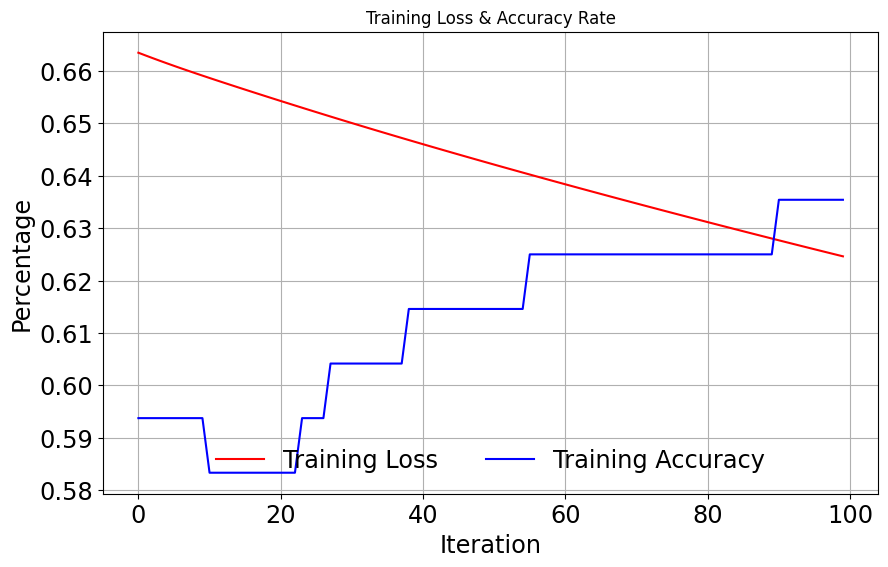 Training Loss & Accuracy Rate
Percentage
0.66
0.65
0.64
0.63
0.62
0.61
0.60
0.59
0.58
Training Loss Training Accuracy
0 20 40 60 80 100
Iteration